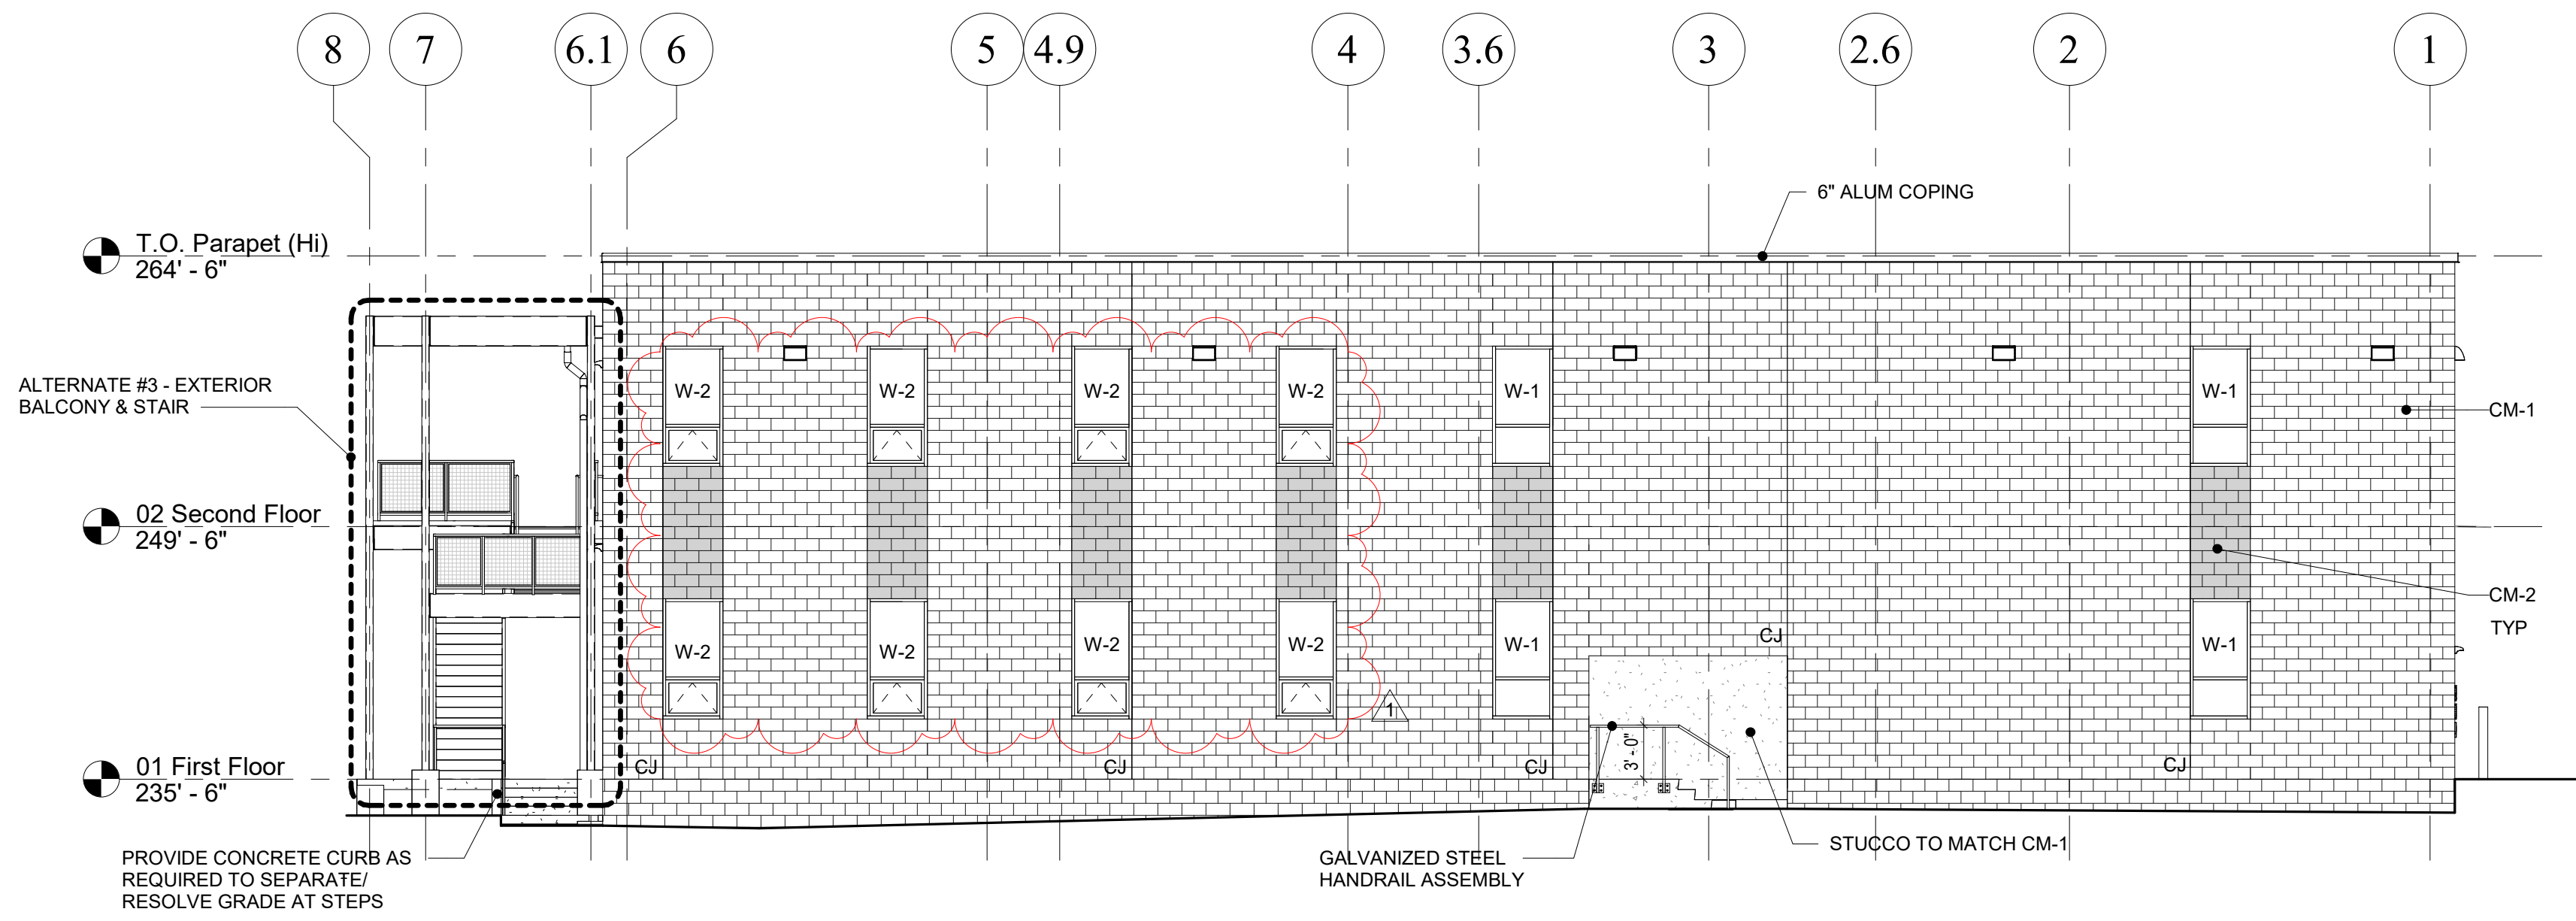 8 7 6.1 6 5 4.9 4 3.6 3 2.6 2 1
6" ALUM COPING
T.O. Parapet (Hi)
264' - 6"
ALTERNATE #3 - EXTERIOR
BALCONY & STAIR
W-2 W-2 W-2 W-2 W-1 W-1
CM-1
02 Second Floor
249' - 6"
CM-2
TYP
CJ
W-2 W-2 W-2 W-2 W-1 W-1
1
3' - 0"
01 First Floor
235' - 6"
CJ CJ CJ CJ
PROVIDE CONCRETE CURB AS
REQUIRED TO SEPARATE/
RESOLVE GRADE AT STEPS
GALVANIZED STEEL
HANDRAIL ASSEMBLY
STUCCO TO MATCH CM-1